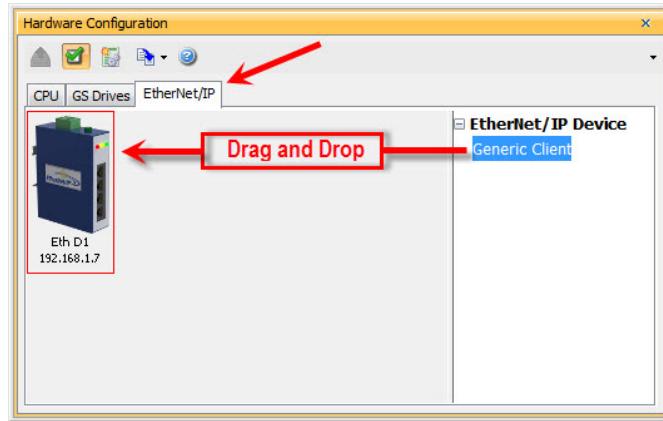 Hardware Configuration
CPU GS Drives EtherNet/IP
EtherNet/IP Device
Drag and Drop
Generic Client
Eth D1
192.168.1.7